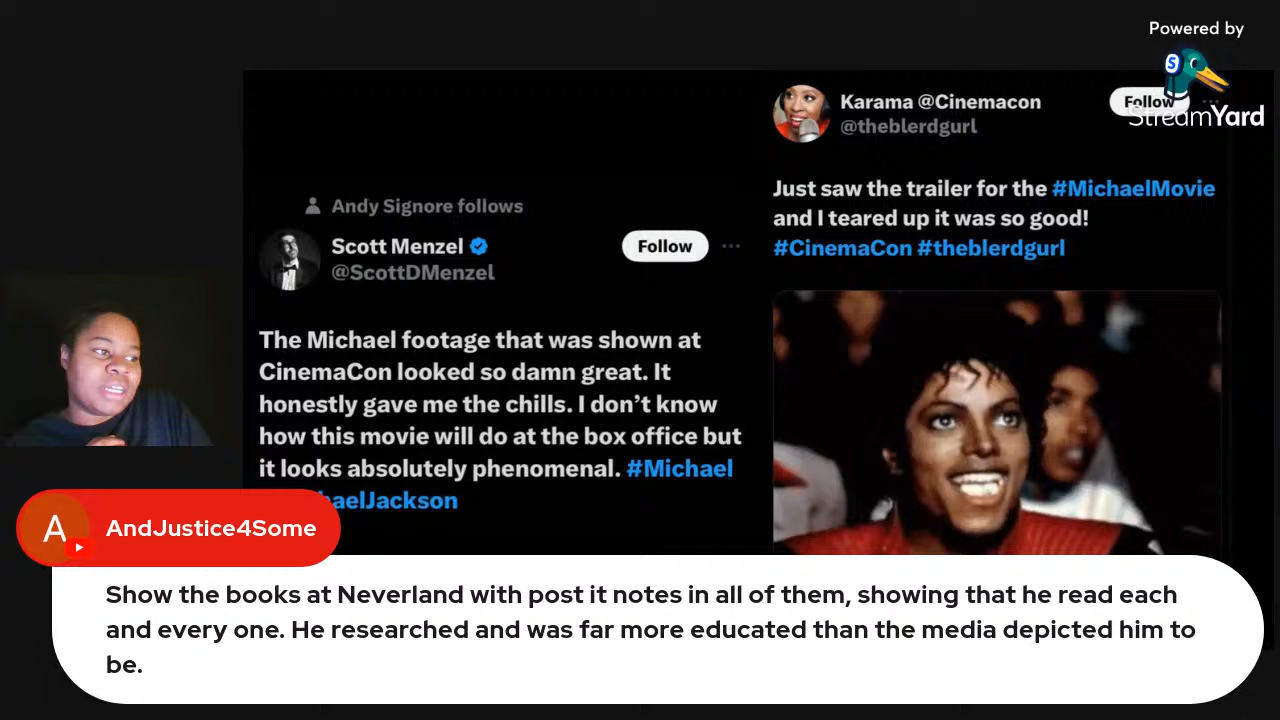 Powered by
StreamYard
Andy Signore follows
Scott Menzel
@ScottDMenzel
Follow
The Michael footage that was shown at
CinemaCon looked so damn great. It
honestly gave me the chills. I don’t know
how this movie will do at the box office but
it looks absolutely phenomenal. #Michael
haelJackson
Karama @Cinemacon
@theblerdgurl
Follow
Just saw the trailer for the #MichaelMovie
and I teared up it was so good!
#CinemaCon #theblerdgurl
A
AndJustice4Some
Show the books at Neverland with post it notes in all of them, showing that he read each
and every one. He researched and was far more educated than the media depicted him to
be.